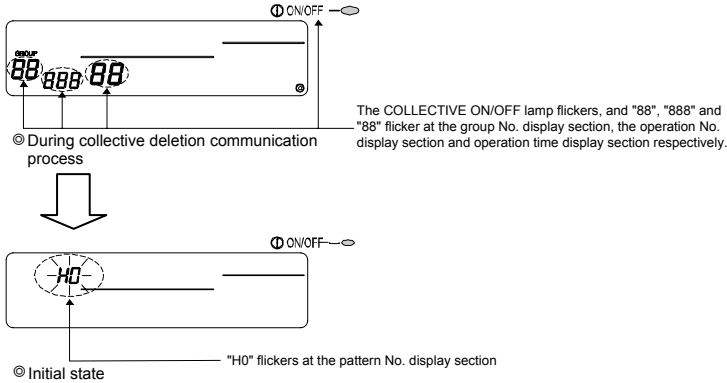 ON/OFF
GROUP
88 888 88
The COLLECTIVE ON/OFF lamp flickers, and "88", "888" and
"88" flicker at the group No. display section, the operation No.
display section and operation time display section respectively.
◎ During collective deletion communication
process
ON/OFF
H0
"H0" flickers at the pattern No. display section
◎ Initial state